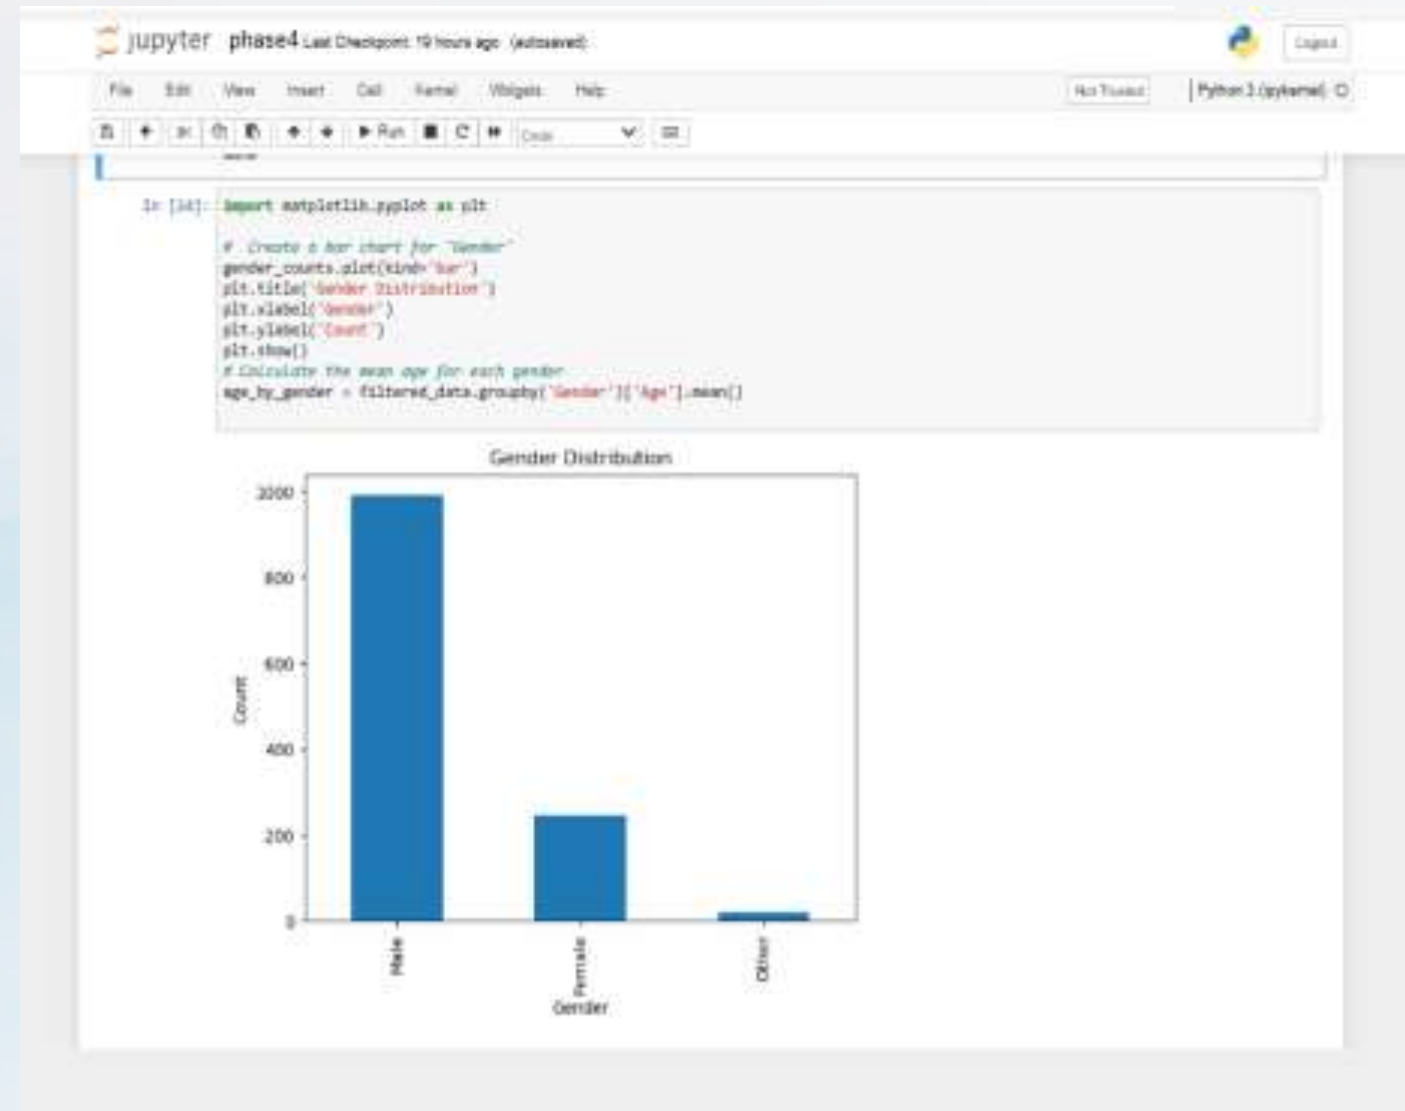 jupyter phase4 Last Checkpoint: 19 hours ago (autosaved)
Logout
File Edit View Insert Cell Kernel Widgets Help
Not Trusted
Python 3 (ipykernel)
Run
Code
import matplotlib.pyplot as plt
# Create a bar chart for "Gender"
gender_counts.plot(kind='bar')
plt.title('Gender Distribution')
plt.xlabel('Gender')
plt.ylabel('Count')
plt.show()
# Calculate the mean age for each gender
age_by_gender = filtered_data.groupby('Gender')['Age'].mean()
Gender Distribution
800
600
400
200
0
Count
Male
Female
Other
Gender